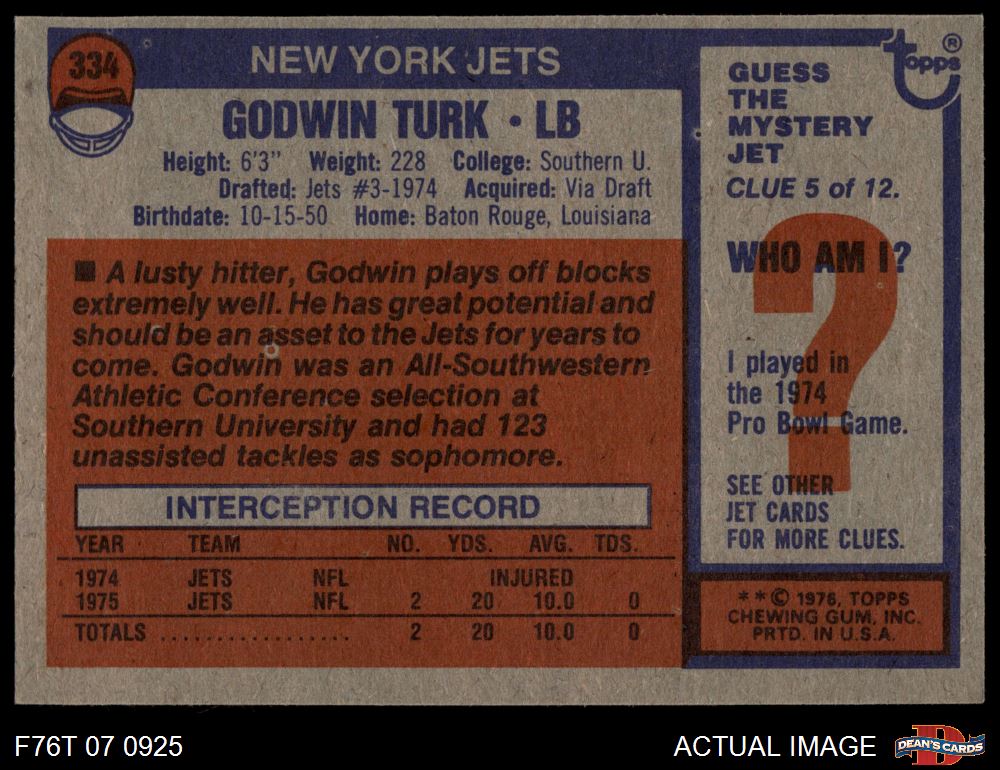 334
NEW YORK JETS
GODWIN TURK • LB
Height: 6'3" Weight: 228 College: Southern U.
Drafted: Jets #3-1974 Acquired: Via Draft
Birthdate: 10-15-50 Home: Baton Rouge, Louisiana
■ A lusty hitter, Godwin plays off blocks
extremely well. He has great potential and
should be an asset to the Jets for years to
come. Godwin was an All-Southwestern
Athletic Conference selection at
Southern University and had 123
unassisted tackles as sophomore.
INTERCEPTION RECORD
YEAR TEAM NO. YDS. AVG. TDS.
1974 JETS NFL INJURED
1975 JETS NFL 2 20 10.0 0
TOTALS .................. 2 20 10.0 0
topps ®
GUESS
THE
MYSTERY
JET
CLUE 5 of 12.
WHO AM I?
?
I played in
the 1974
Pro Bowl Game.
SEE OTHER
JET CARDS
FOR MORE CLUES.
**© 1976, TOPPS
CHEWING GUM, INC.
PRTD. IN U.S.A.
F76T 07 0925
ACTUAL IMAGE
DEAN'S CARDS